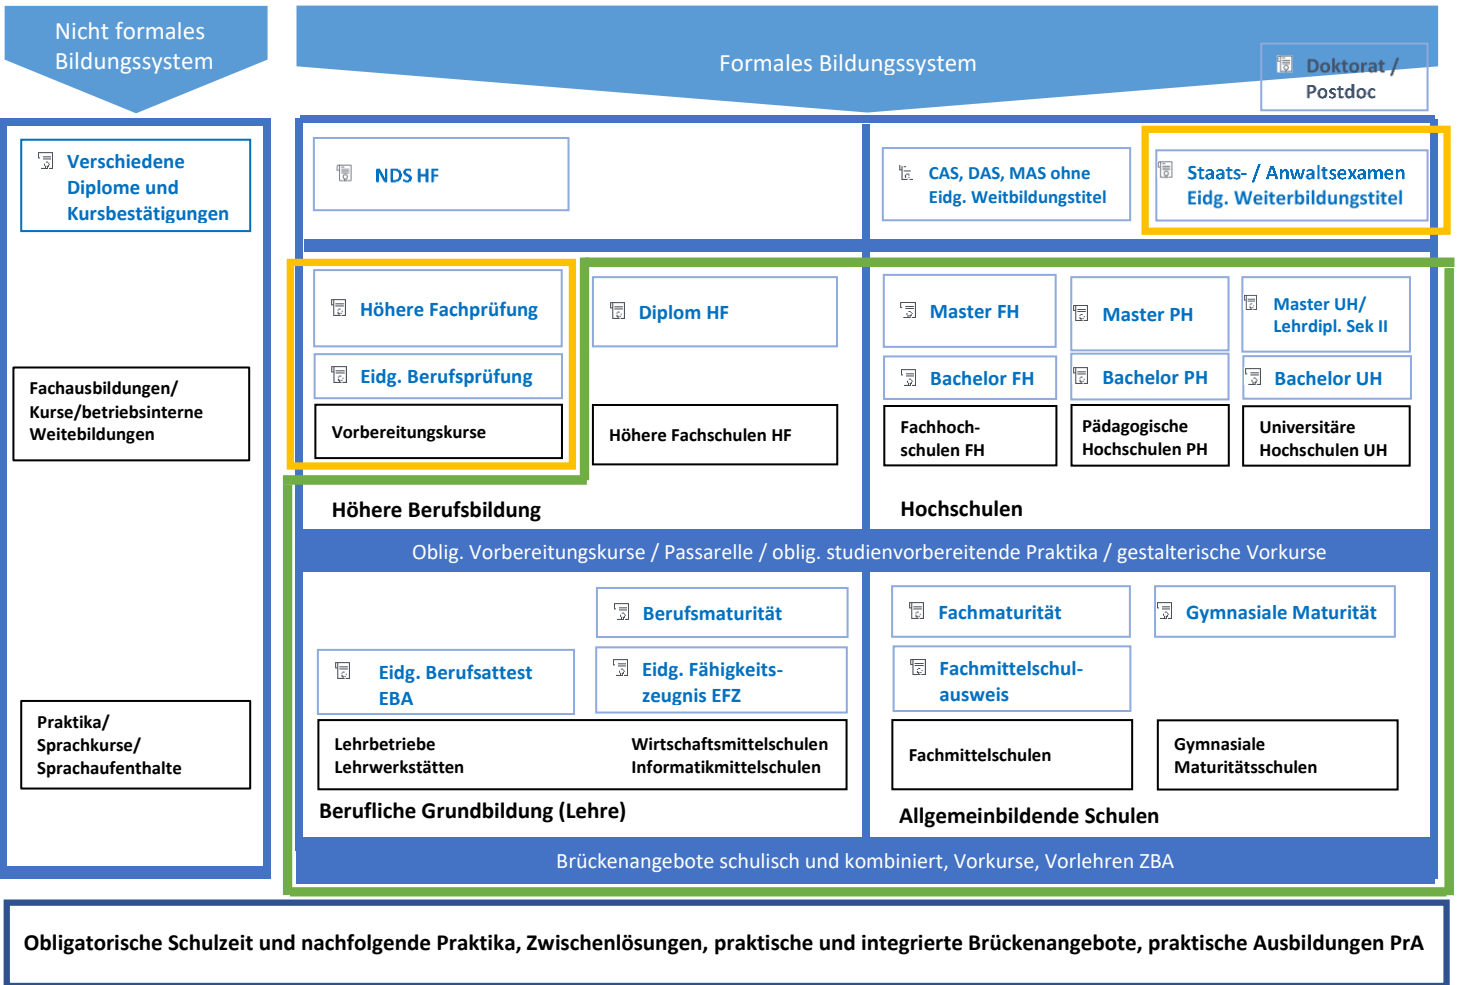 Nicht formales
Bildungssystem
Formales Bildungssystem
Doktorat /
Postdoc
Verschiedene
Diplome und
Kursbestätigungen
NDS HF
CAS, DAS, MAS ohne
Eidg. Weitbildungstitel
Staats- / Anwaltsexamen
Eidg. Weiterbildungstitel
Höhere Fachprüfung
Diplom HF
Master FH
Master PH
Master UH/
Lehrdipl. Sek II
Eidg. Berufsprüfung
Bachelor FH
Bachelor PH
Bachelor UH
Fachausbildungen/
Kurse/betriebsinterne
Weitebildungen
Vorbereitungskurse
Höhere Fachschulen HF
Fachhoch-
schulen FH
Pädagogische
Hochschulen PH
Universitäre
Hochschulen UH
Höhere Berufsbildung
Hochschulen
Oblig. Vorbereitungskurse / Passarelle / oblig. studienvorbereitende Praktika / gestalterische Vorkurse
Berufsmaturität
Fachmaturität
Gymnasiale Maturität
Eidg. Berufsattest
EBA
Eidg. Fähigkeits-
zeugnis EFZ
Fachmittelschul-
ausweis
Praktika/
Sprachkurse/
Sprachaufenthalte
Lehrbetriebe
Lehrwerkstätten
Wirtschaftsmittelschulen
Informatikmittelschulen
Fachmittelschulen
Gymnasiale
Maturitätsschulen
Berufliche Grundbildung (Lehre)
Allgemeinbildende Schulen
Brückenangebote schulisch und kombiniert, Vorkurse, Vorlehren ZBA
Obligatorische Schulzeit und nachfolgende Praktika, Zwischenlösungen, praktische und integrierte Brückenangebote, praktische Ausbildungen PrA